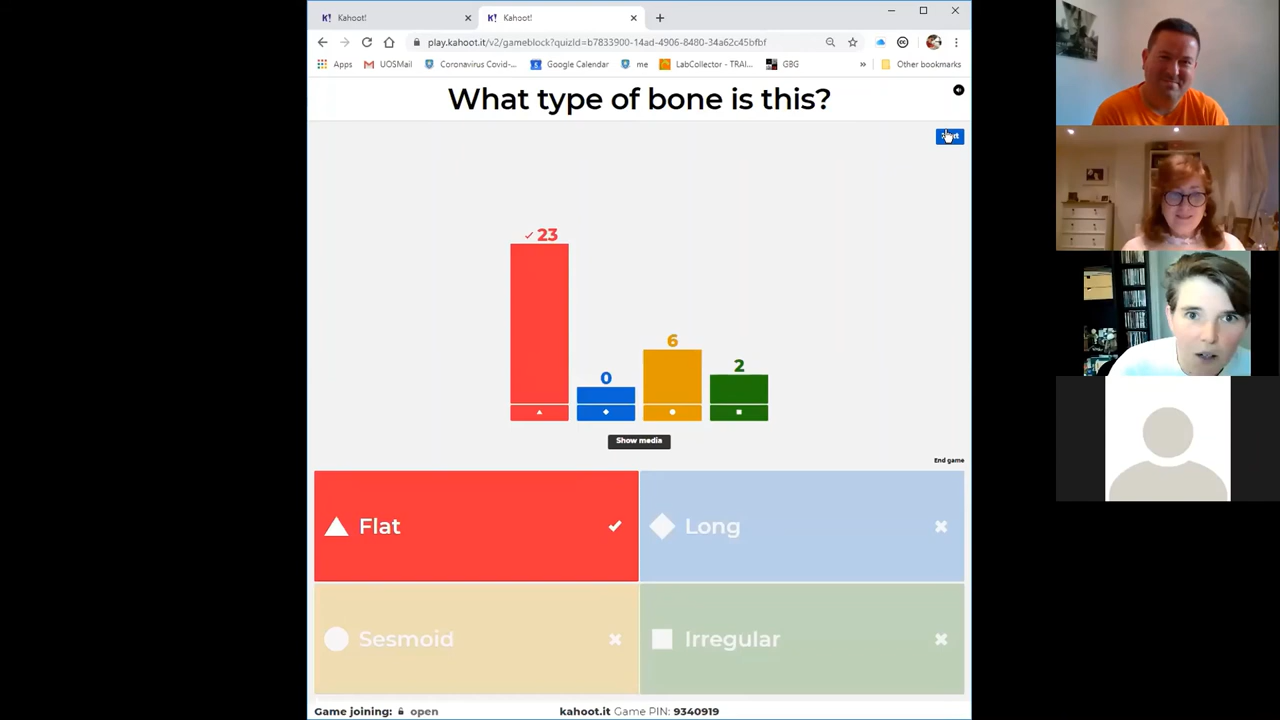 Kahoot!
Kahoot!
play.kahoot.it/v2/gameblock?quizId=b7833900-14ad-4906-8480-34a62c45bfbf
Apps UOSMail Coronavirus Covid-... Google Calendar me LabCollector - TRAI... GBG » Other bookmarks
What type of bone is this?
23
6
2
0
Show media
End game
Flat
Long
Sesmoid
Irregular
Game joining: open kahoot.it Game PIN: 9340919